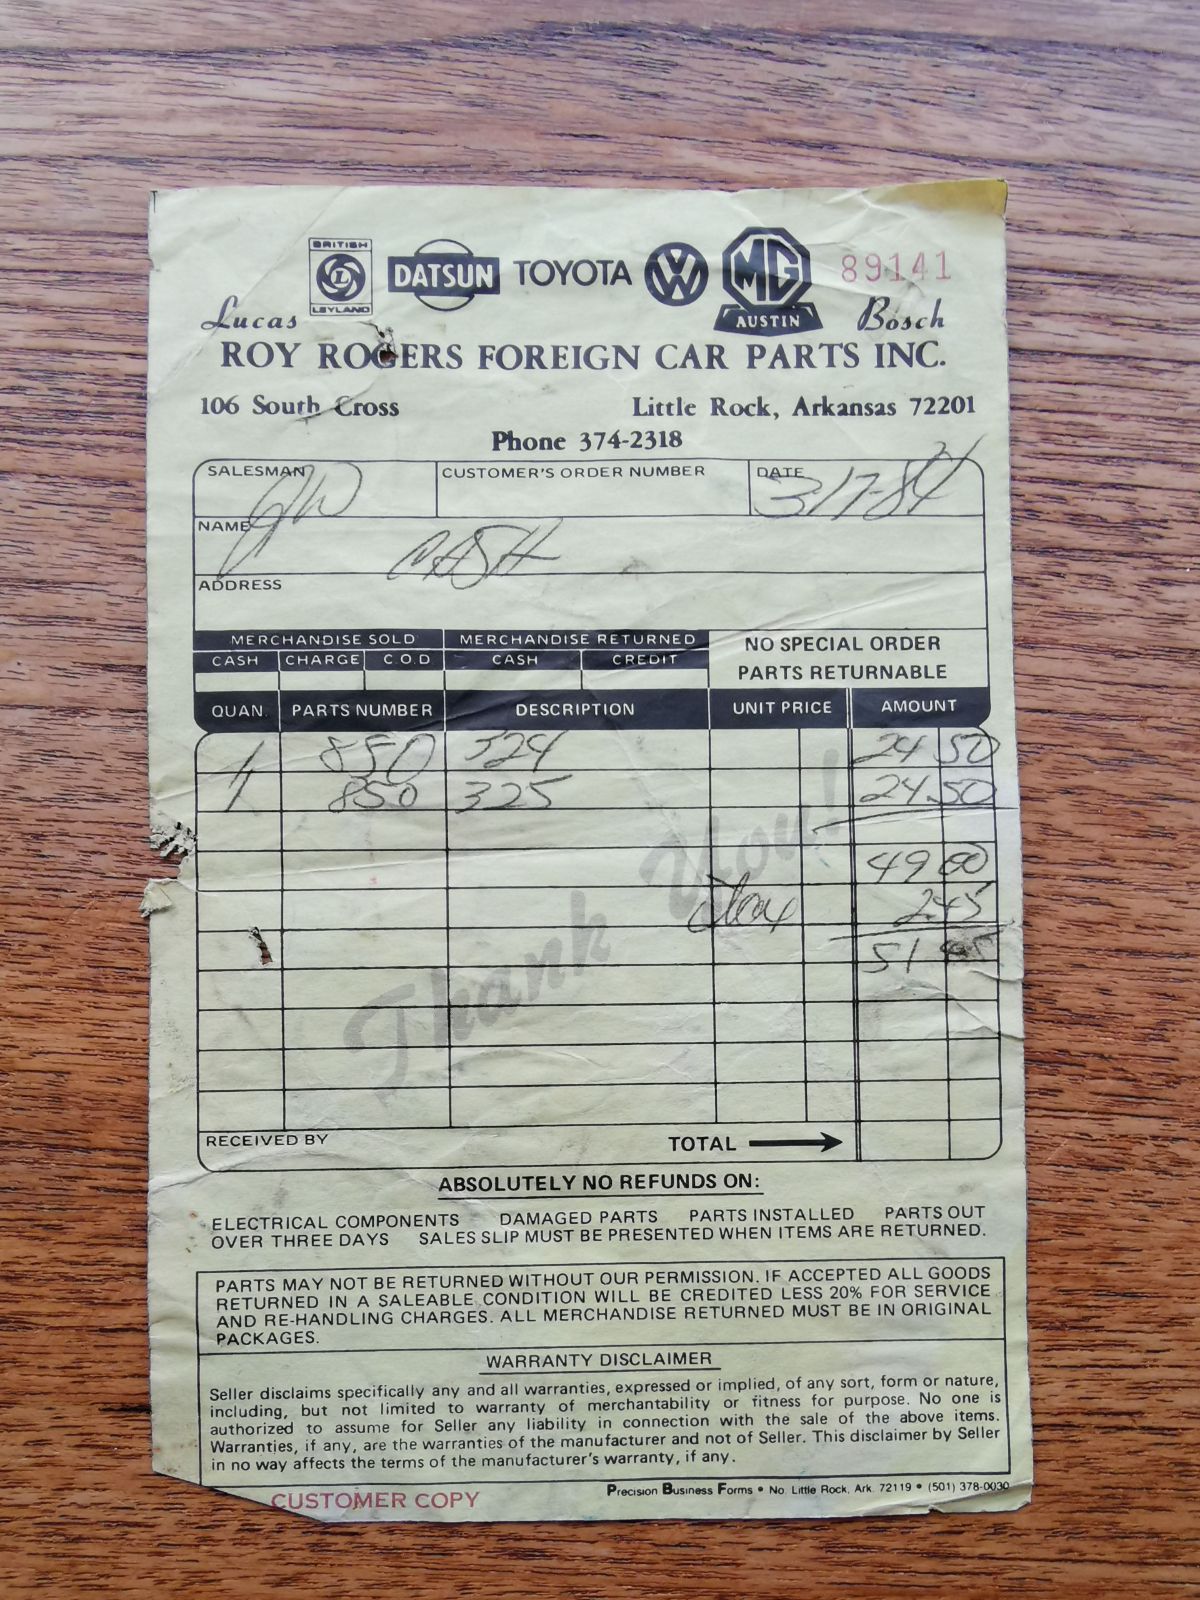 BRITISH
LEYLAND
DATSUN TOYOTA VW MG
AUSTIN
89141
Lucas Bosch
ROY ROGERS FOREIGN CAR PARTS INC.
106 South Cross Little Rock, Arkansas 72201
Phone 374-2318
SALESMAN JW CUSTOMER'S ORDER NUMBER DATE 3-17-84
NAME CASH
ADDRESS
MERCHANDISE SOLD MERCHANDISE RETURNED NO SPECIAL ORDER
CASH CHARGE C.O.D CASH CREDIT PARTS RETURNABLE
QUAN. PARTS NUMBER DESCRIPTION UNIT PRICE AMOUNT
1 850 324 24 50
1 850 325 24.50
49 00
tax 2 45
51 45
Thank You!
RECEIVED BY TOTAL
ABSOLUTELY NO REFUNDS ON:
ELECTRICAL COMPONENTS DAMAGED PARTS PARTS INSTALLED PARTS OUT
OVER THREE DAYS SALES SLIP MUST BE PRESENTED WHEN ITEMS ARE RETURNED.
PARTS MAY NOT BE RETURNED WITHOUT OUR PERMISSION. IF ACCEPTED ALL GOODS
RETURNED IN A SALEABLE CONDITION WILL BE CREDITED LESS 20% FOR SERVICE
AND RE-HANDLING CHARGES. ALL MERCHANDISE RETURNED MUST BE IN ORIGINAL
PACKAGES.
WARRANTY DISCLAIMER
Seller disclaims specifically any and all warranties, expressed or implied, of any sort, form or nature,
including, but not limited to warranty of merchantability or fitness for purpose. No one is
authorized to assume for Seller any liability in connection with the sale of the above items.
Warranties, if any, are the warranties of the manufacturer and not of Seller. This disclaimer by Seller
in no way affects the terms of the manufacturer's warranty, if any.
CUSTOMER COPY Precision Business Forms • No. Little Rock, Ark. 72119 • (501) 378-0030